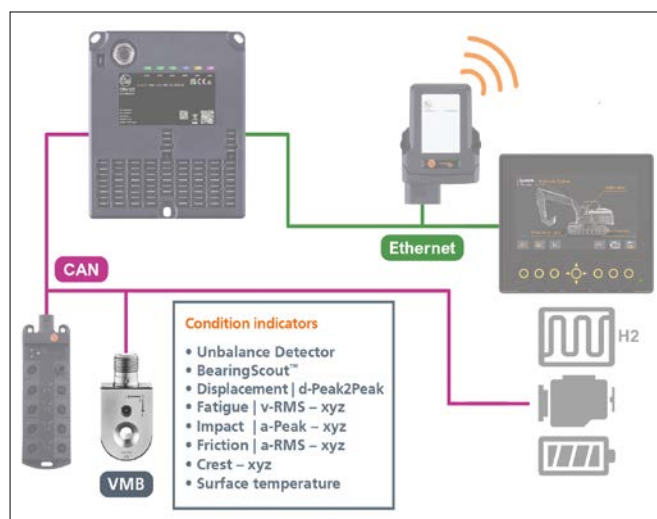 Ethernet
CAN
Condition indicators
• Unbalance Detector
• BearingScout™
• Displacement | d-Peak2Peak
• Fatigue | v-RMS – xyz
• Impact | a-Peak – xyz
• Friction | a-RMS – xyz
• Crest – xyz
• Surface temperature
VMB
H2